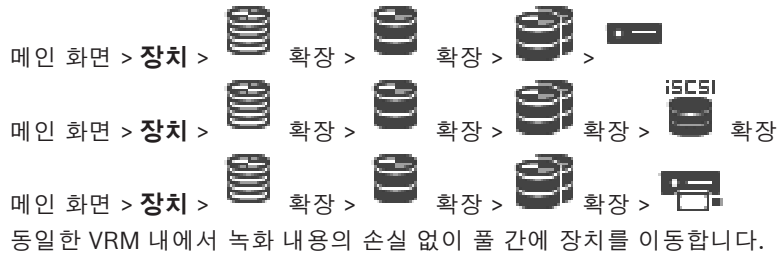 메인 화면 > 장치 > 확장 > 확장 > >
메인 화면 > 장치 > 확장 > 확장 > 확장 > iSCSI 확장
메인 화면 > 장치 > 확장 > 확장 > 확장 >
동일한 VRM 내에서 녹화 내용의 손실 없이 풀 간에 장치를 이동합니다.